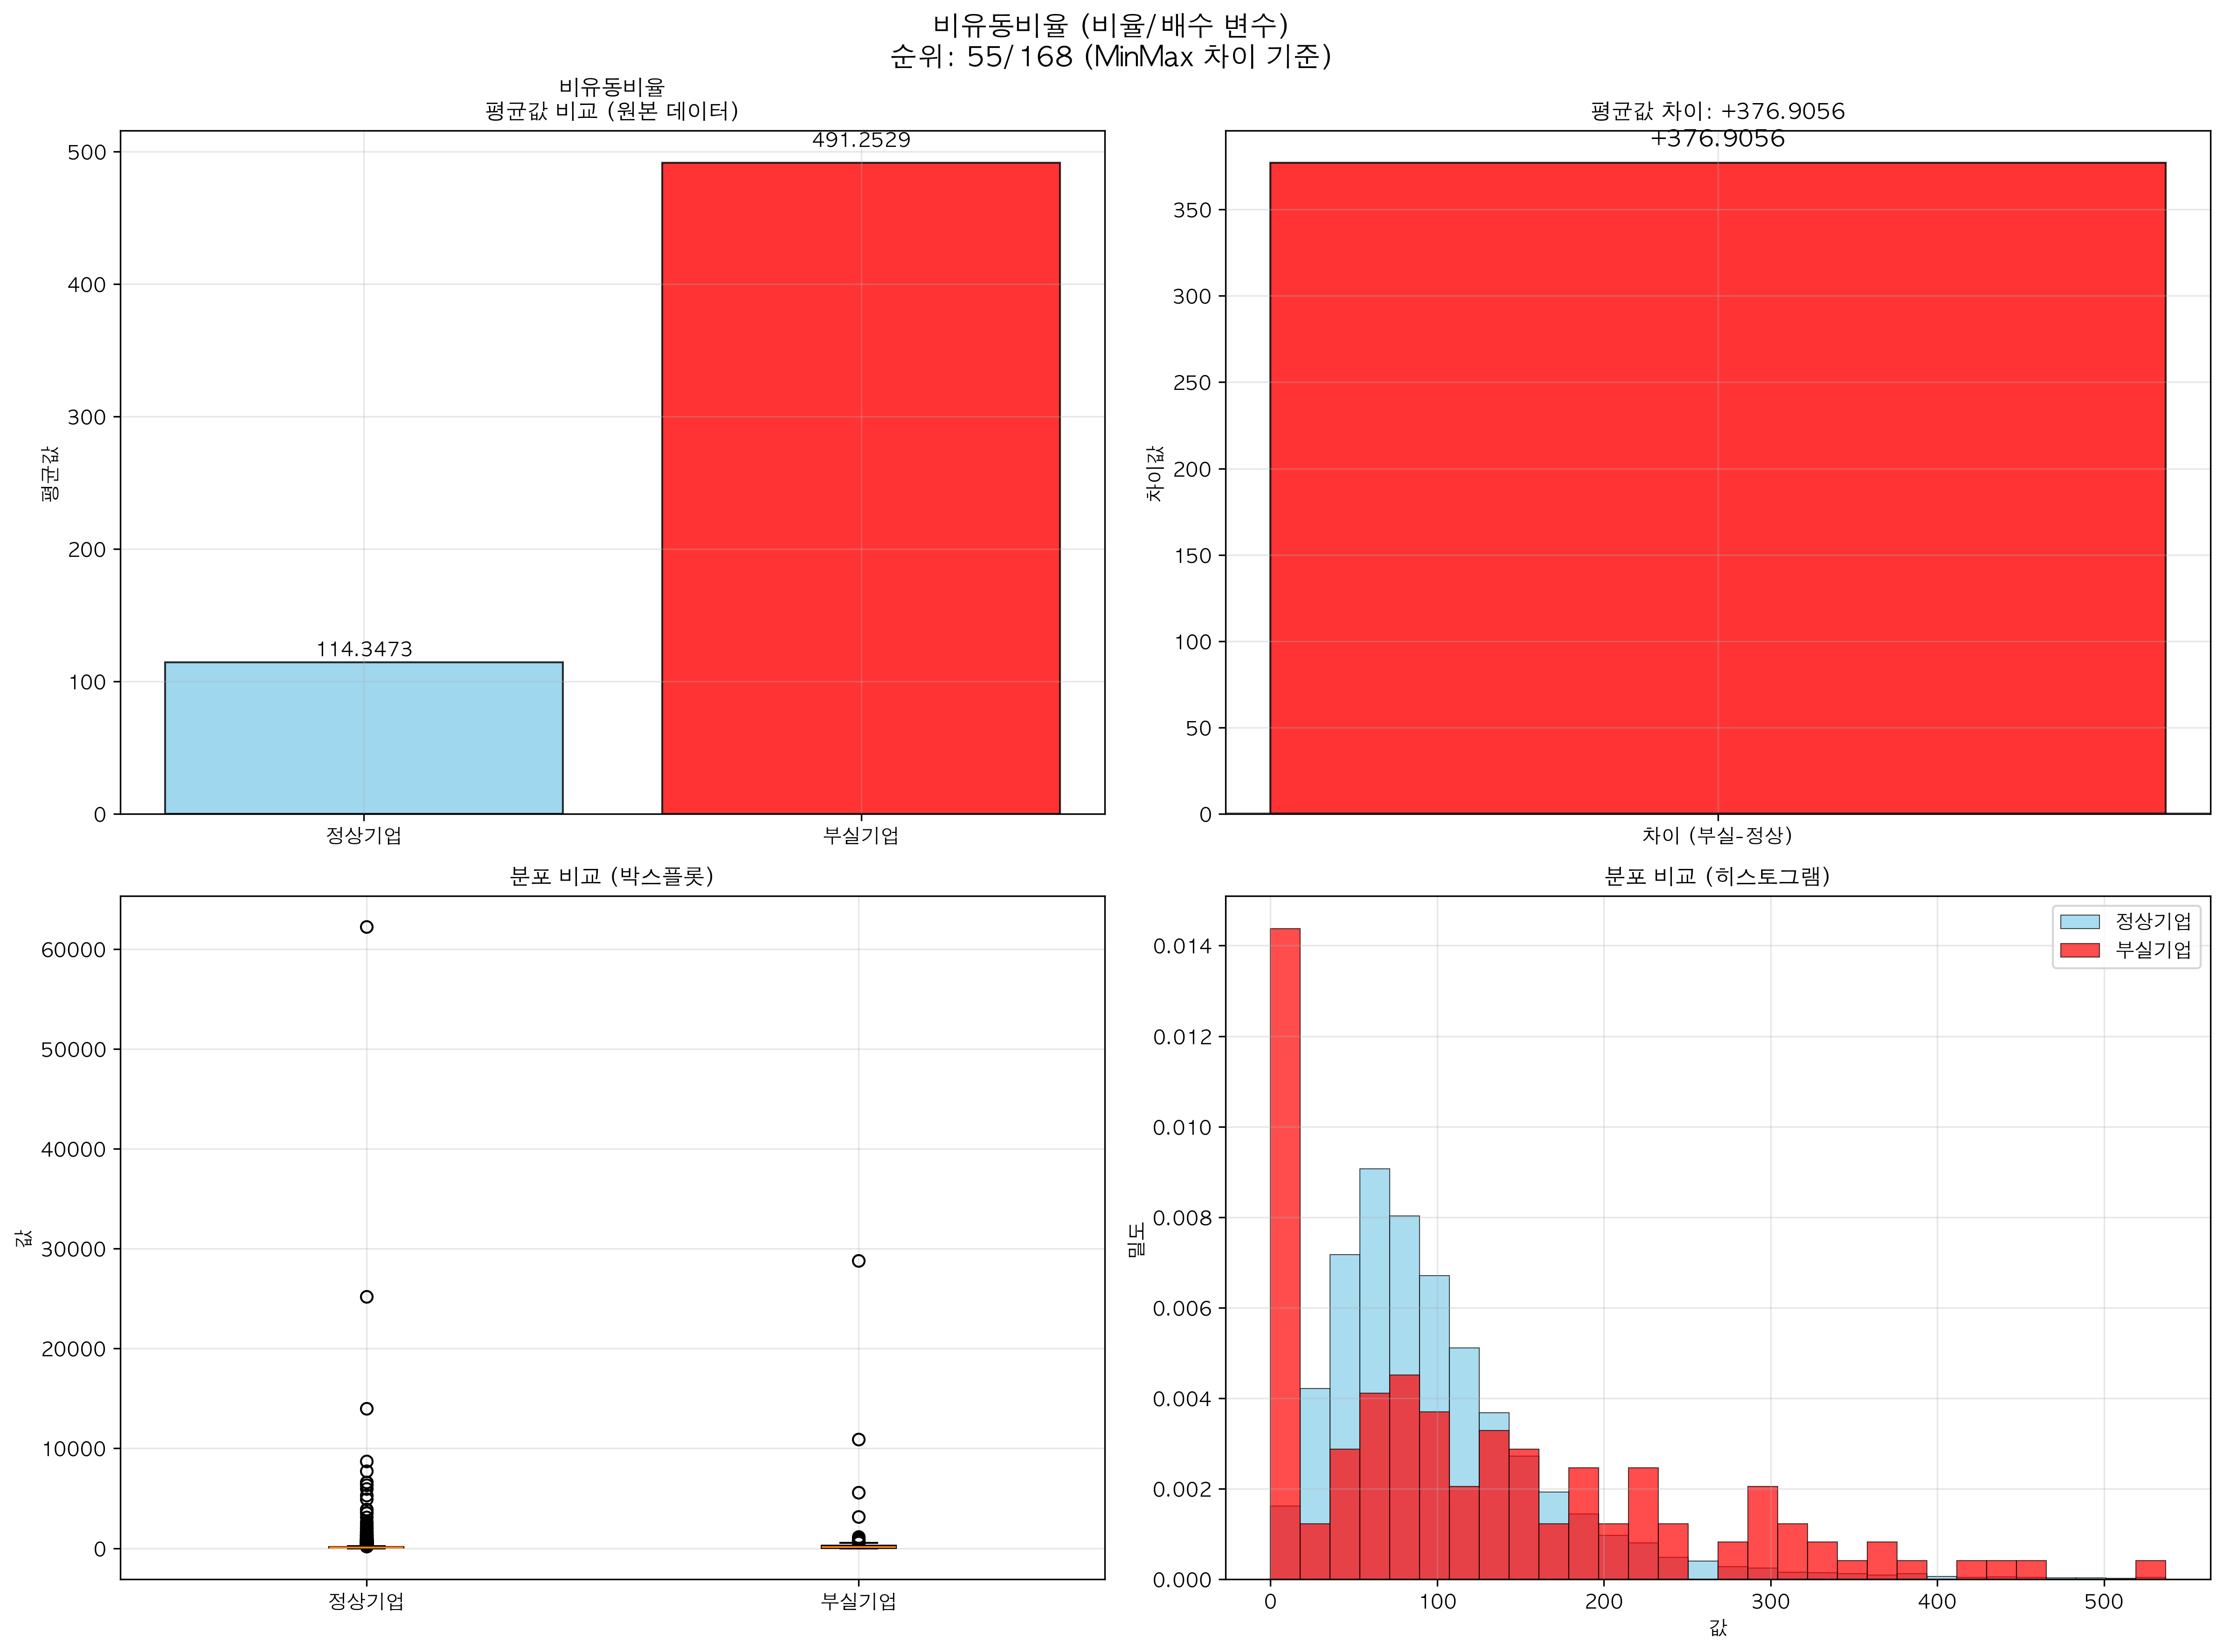 비유동비율 (비율/배수 변수)
순위: 55/168 (MinMax 차이 기준)
비유동비율
평균값 비교 (원본 데이터)
500
400
300
200
100
0
평균값
114.3473
491.2529
정상기업
부실기업
평균값 차이: +376.9056
+376.9056
350
300
250
200
150
100
50
0
차이값
차이 (부실-정상)
분포 비교 (박스플롯)
60000
50000
40000
30000
20000
10000
0
값
정상기업
부실기업
분포 비교 (히스토그램)
정상기업
부실기업
0.014
0.012
0.010
0.008
0.006
0.004
0.002
0.000
밀도
0
100
200
300
400
500
값